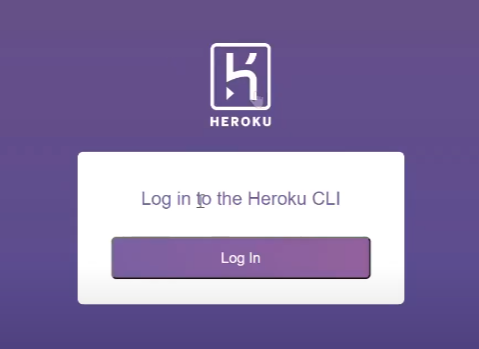 HEROKU
Log in to the Heroku CLI
Log In